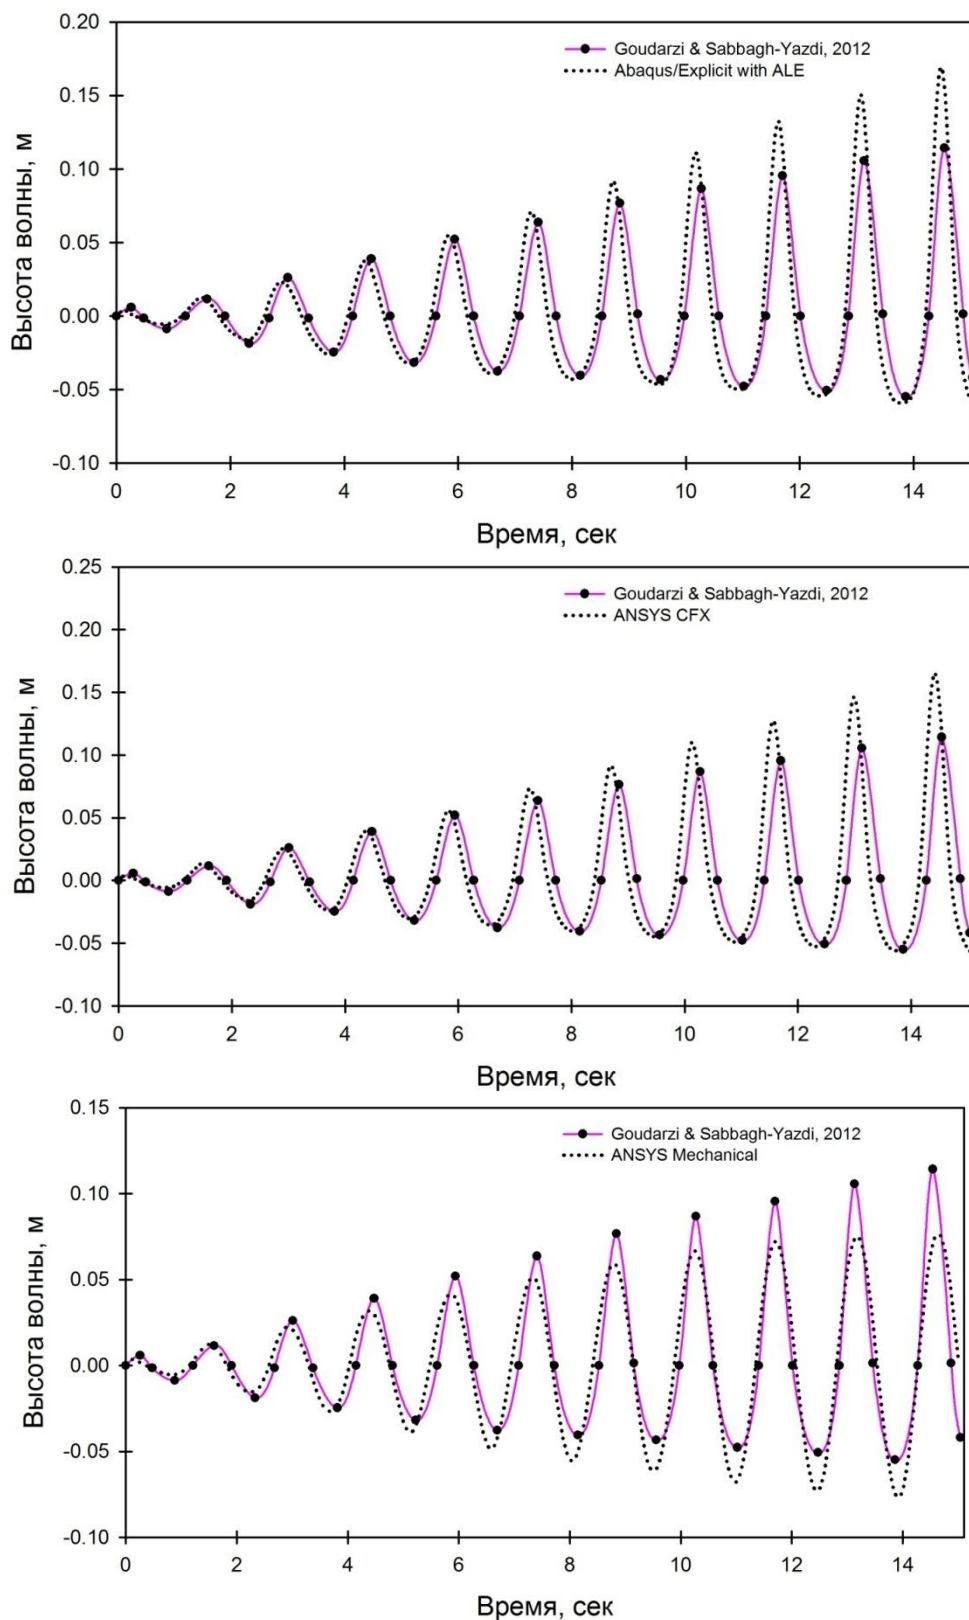 0.20
Goudarzi & Sabbagh-Yazdi, 2012
Abaqus/Explicit with ALE
0.15
0.10
0.05
0.00
-0.05
-0.10
Высота волны, м
0 2 4 6 8 10 12 14
Время, сек
0.25
Goudarzi & Sabbagh-Yazdi, 2012
ANSYS CFX
0.20
0.15
0.10
0.05
0.00
-0.05
-0.10
Высота волны, м
0 2 4 6 8 10 12 14
Время, сек
0.15
Goudarzi & Sabbagh-Yazdi, 2012
ANSYS Mechanical
0.10
0.05
0.00
-0.05
-0.10
Высота волны, м
0 2 4 6 8 10 12 14
Время, сек